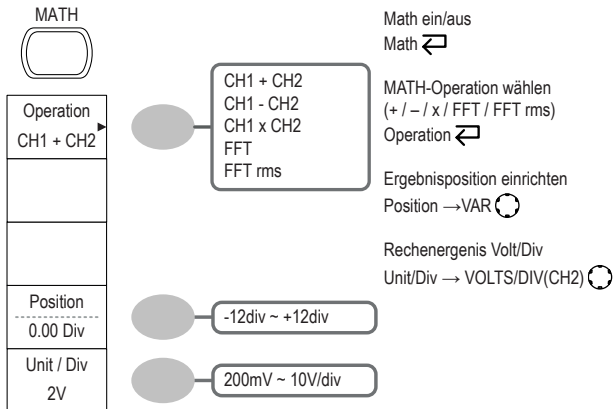 MATH
Operation
CH1 + CH2
Position
0.00 Div
Unit / Div
2V
CH1 + CH2
CH1 - CH2
CH1 x CH2
FFT
FFT rms
-12div ~ +12div
200mV ~ 10V/div
Math ein/aus
Math
MATH-Operation wählen
(+ / – / x / FFT / FFT rms)
Operation
Ergebnisposition einrichten
Position →VAR
Rechenergenis Volt/Div
Unit/Div → VOLTS/DIV(CH2)